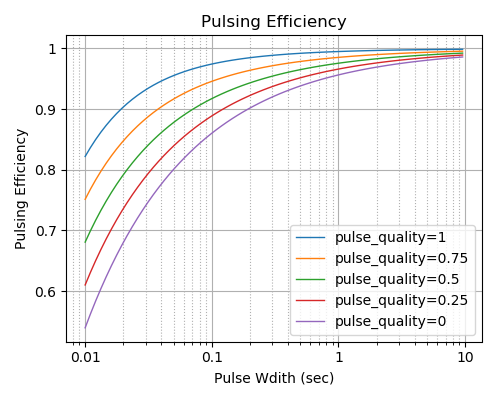 Pulsing Efficiency
Pulsing Efficiency
1
0.9
0.8
0.7
0.6
pulse_quality=1
pulse_quality=0.75
pulse_quality=0.5
pulse_quality=0.25
pulse_quality=0
0.01
0.1
1
10
Pulse Wdith (sec)